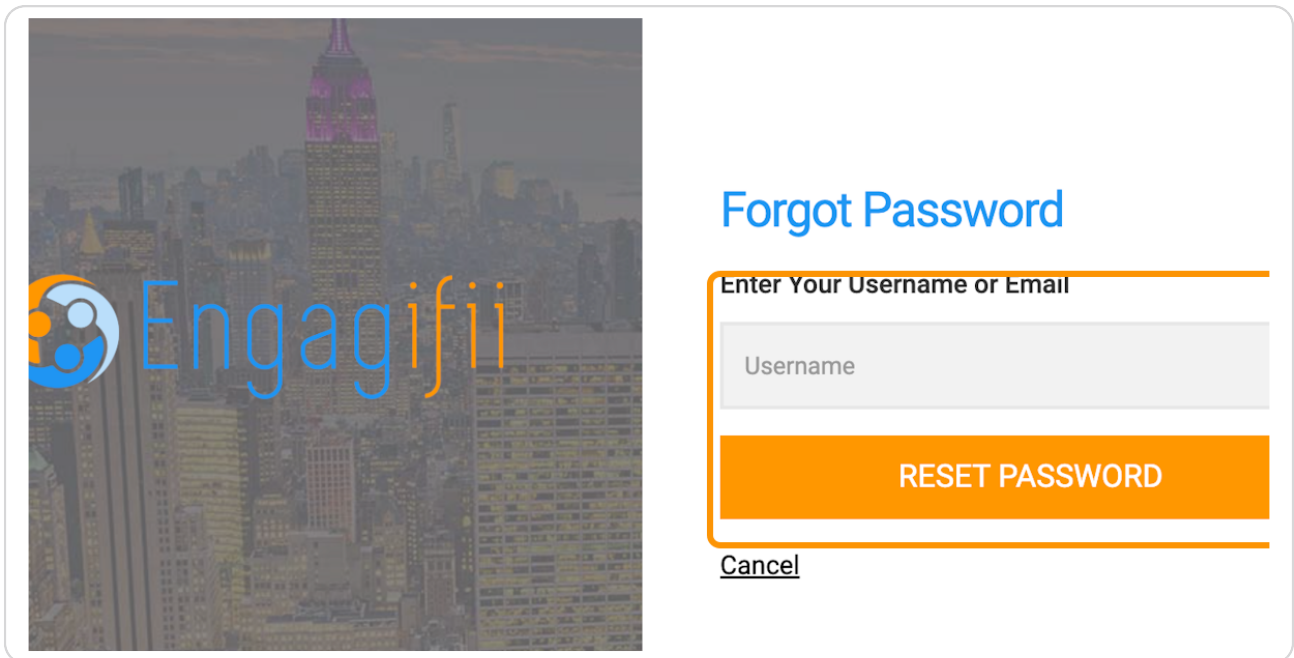 Engagifii
Forgot Password
Enter Your Username or Email
Username
RESET PASSWORD
Cancel